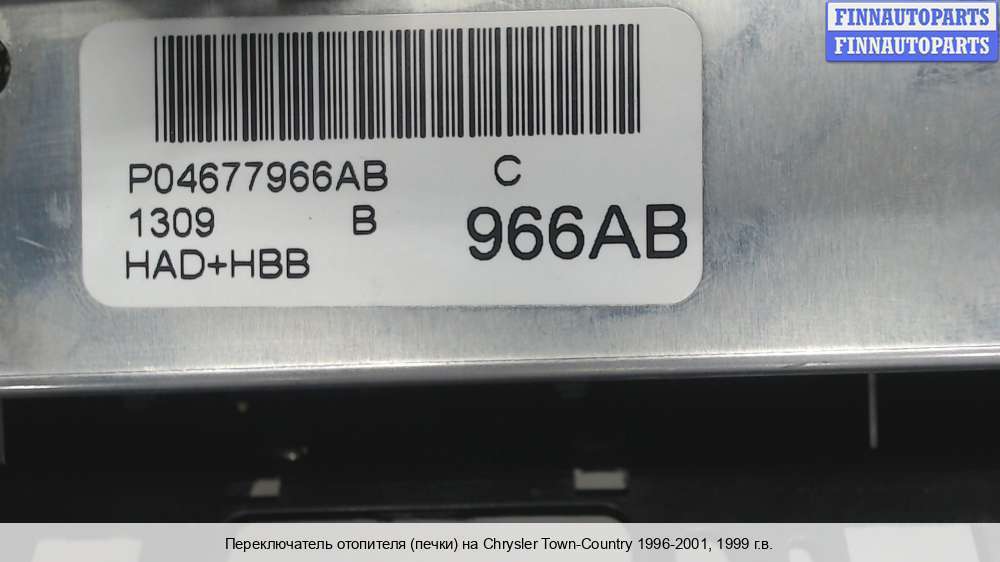 FINNAUTOPARTS
FINNAUTOPARTS
P04677966AB C
1309 B
966AB
HAD+HBB
Переключатель отопителя (печки) на Chrysler Town-Country 1996-2001, 1999 г.в.